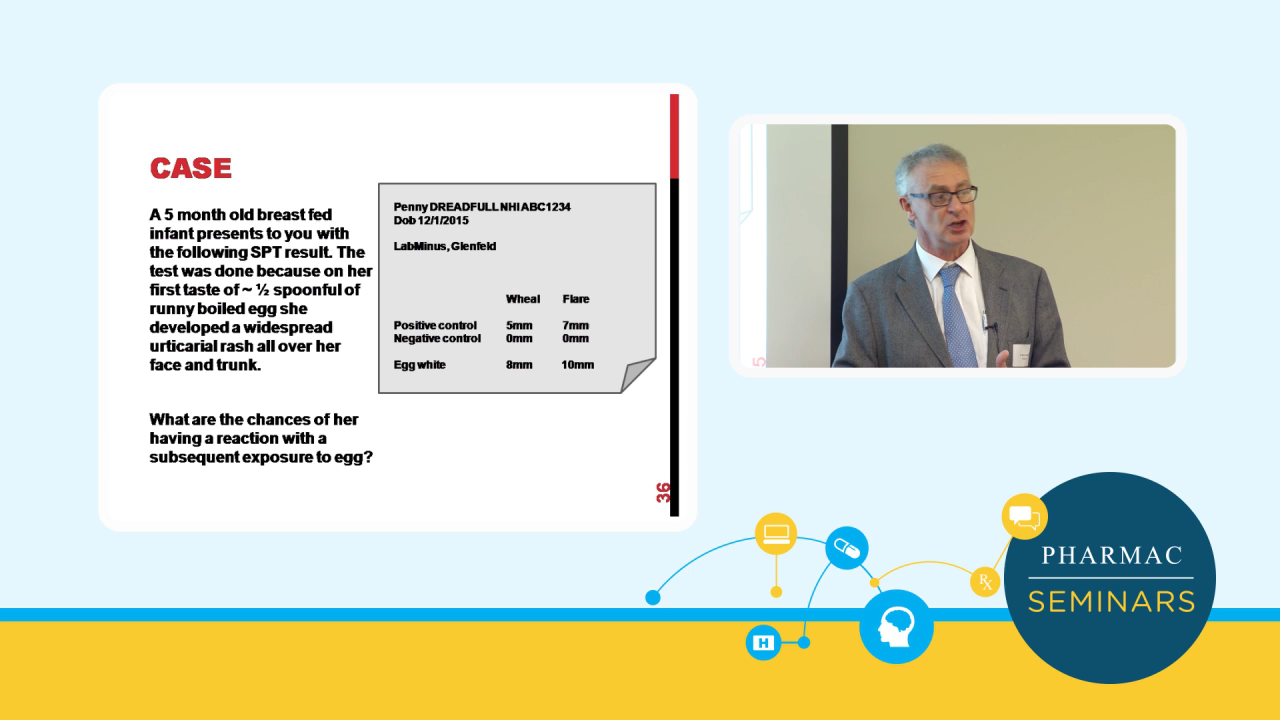 CASE
A 5 month old breast fed
infant presents to you with
the following SPT result. The
test was done because on her
first taste of ~ ½ spoonful of
runny boiled egg she
developed a widespread
urticarial rash all over her
face and trunk.
What are the chances of her
having a reaction with a
subsequent exposure to egg?
Penny DREADFULL NHI ABC1234
Dob 12/1/2015
LabMinus, Glenfeld
Wheal Flare
Positive control 5mm 7mm
Negative control 0mm 0mm
Egg white 8mm 10mm
36
5
H
Rx
PHARMAC
SEMINARS